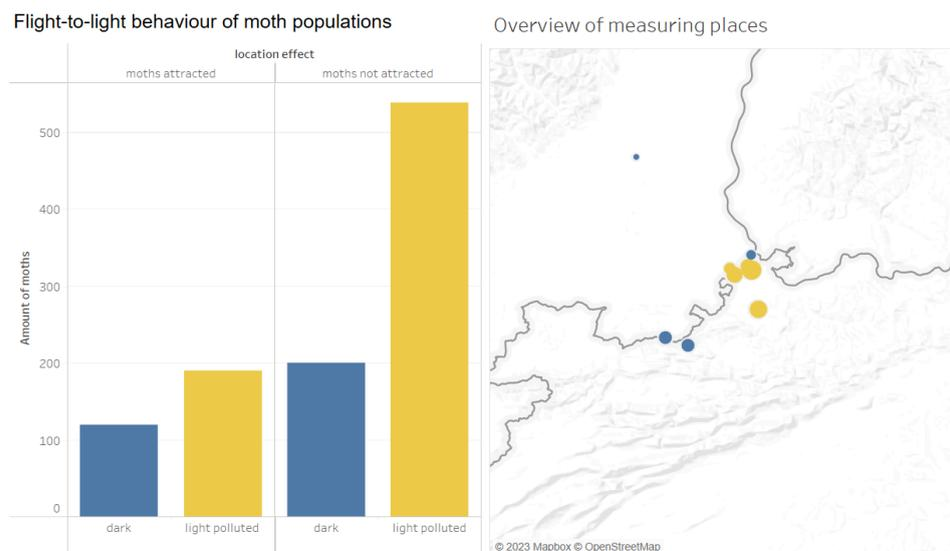 Flight-to-light behaviour of moth populations
Overview of measuring places
location effect
moths attracted
moths not attracted
Amount of moths
500
400
300
200
100
0
dark
light polluted
dark
light polluted
© 2023 Mapbox © OpenStreetMap